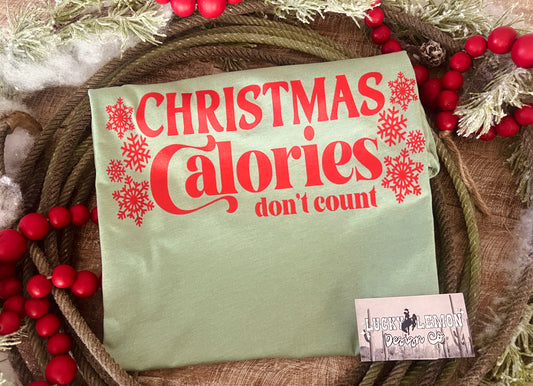 CHRISTMAS
Calories
don't count
LUCKY LEMON
Design Co